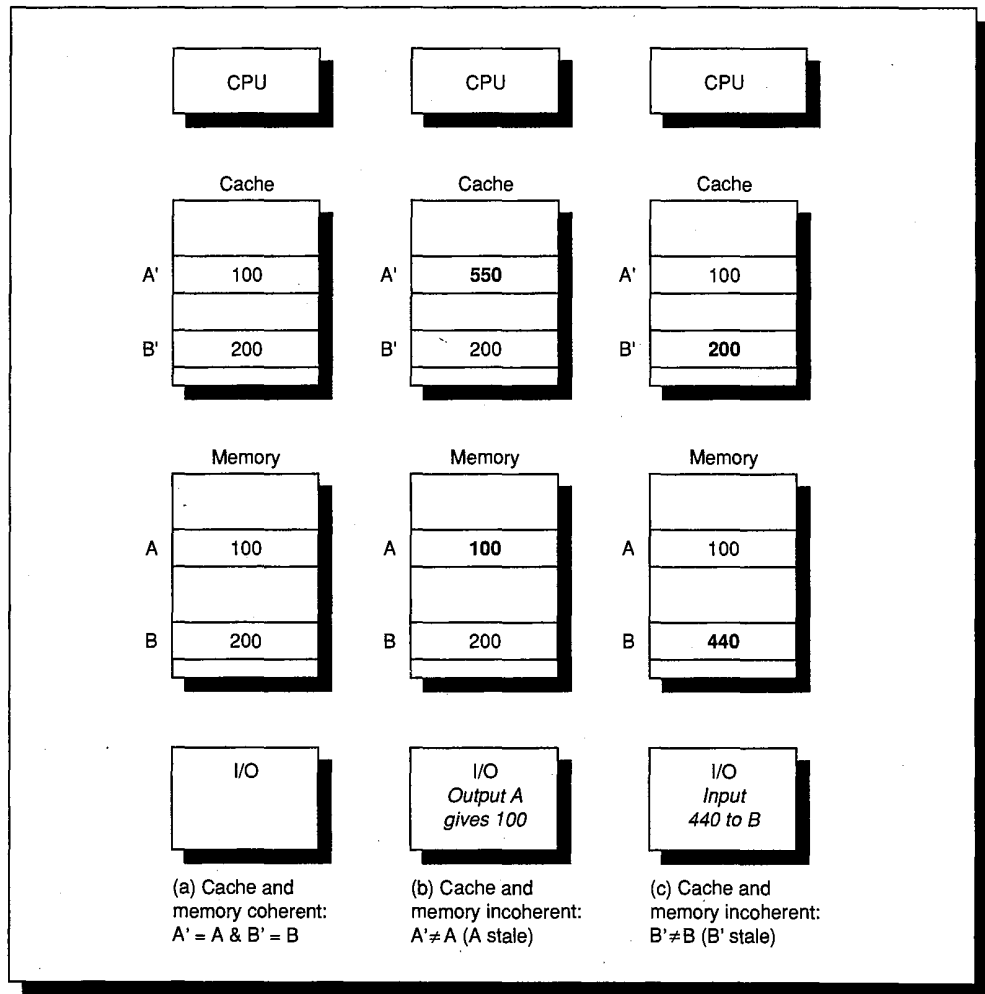 CPU
CPU
CPU
Cache
Cache
Cache
A' 100
A' 550
A' 100
B' 200
B' 200
B' 200
Memory
Memory
Memory
A 100
A 100
A 100
B 200
B 200
B 440
I/O
I/O
Output A
gives 100
I/O
Input
440 to B
(a) Cache and
memory coherent:
A' = A & B' = B
(b) Cache and
memory incoherent:
A'≠A (A stale)
(c) Cache and
memory incoherent:
B'≠B (B' stale)